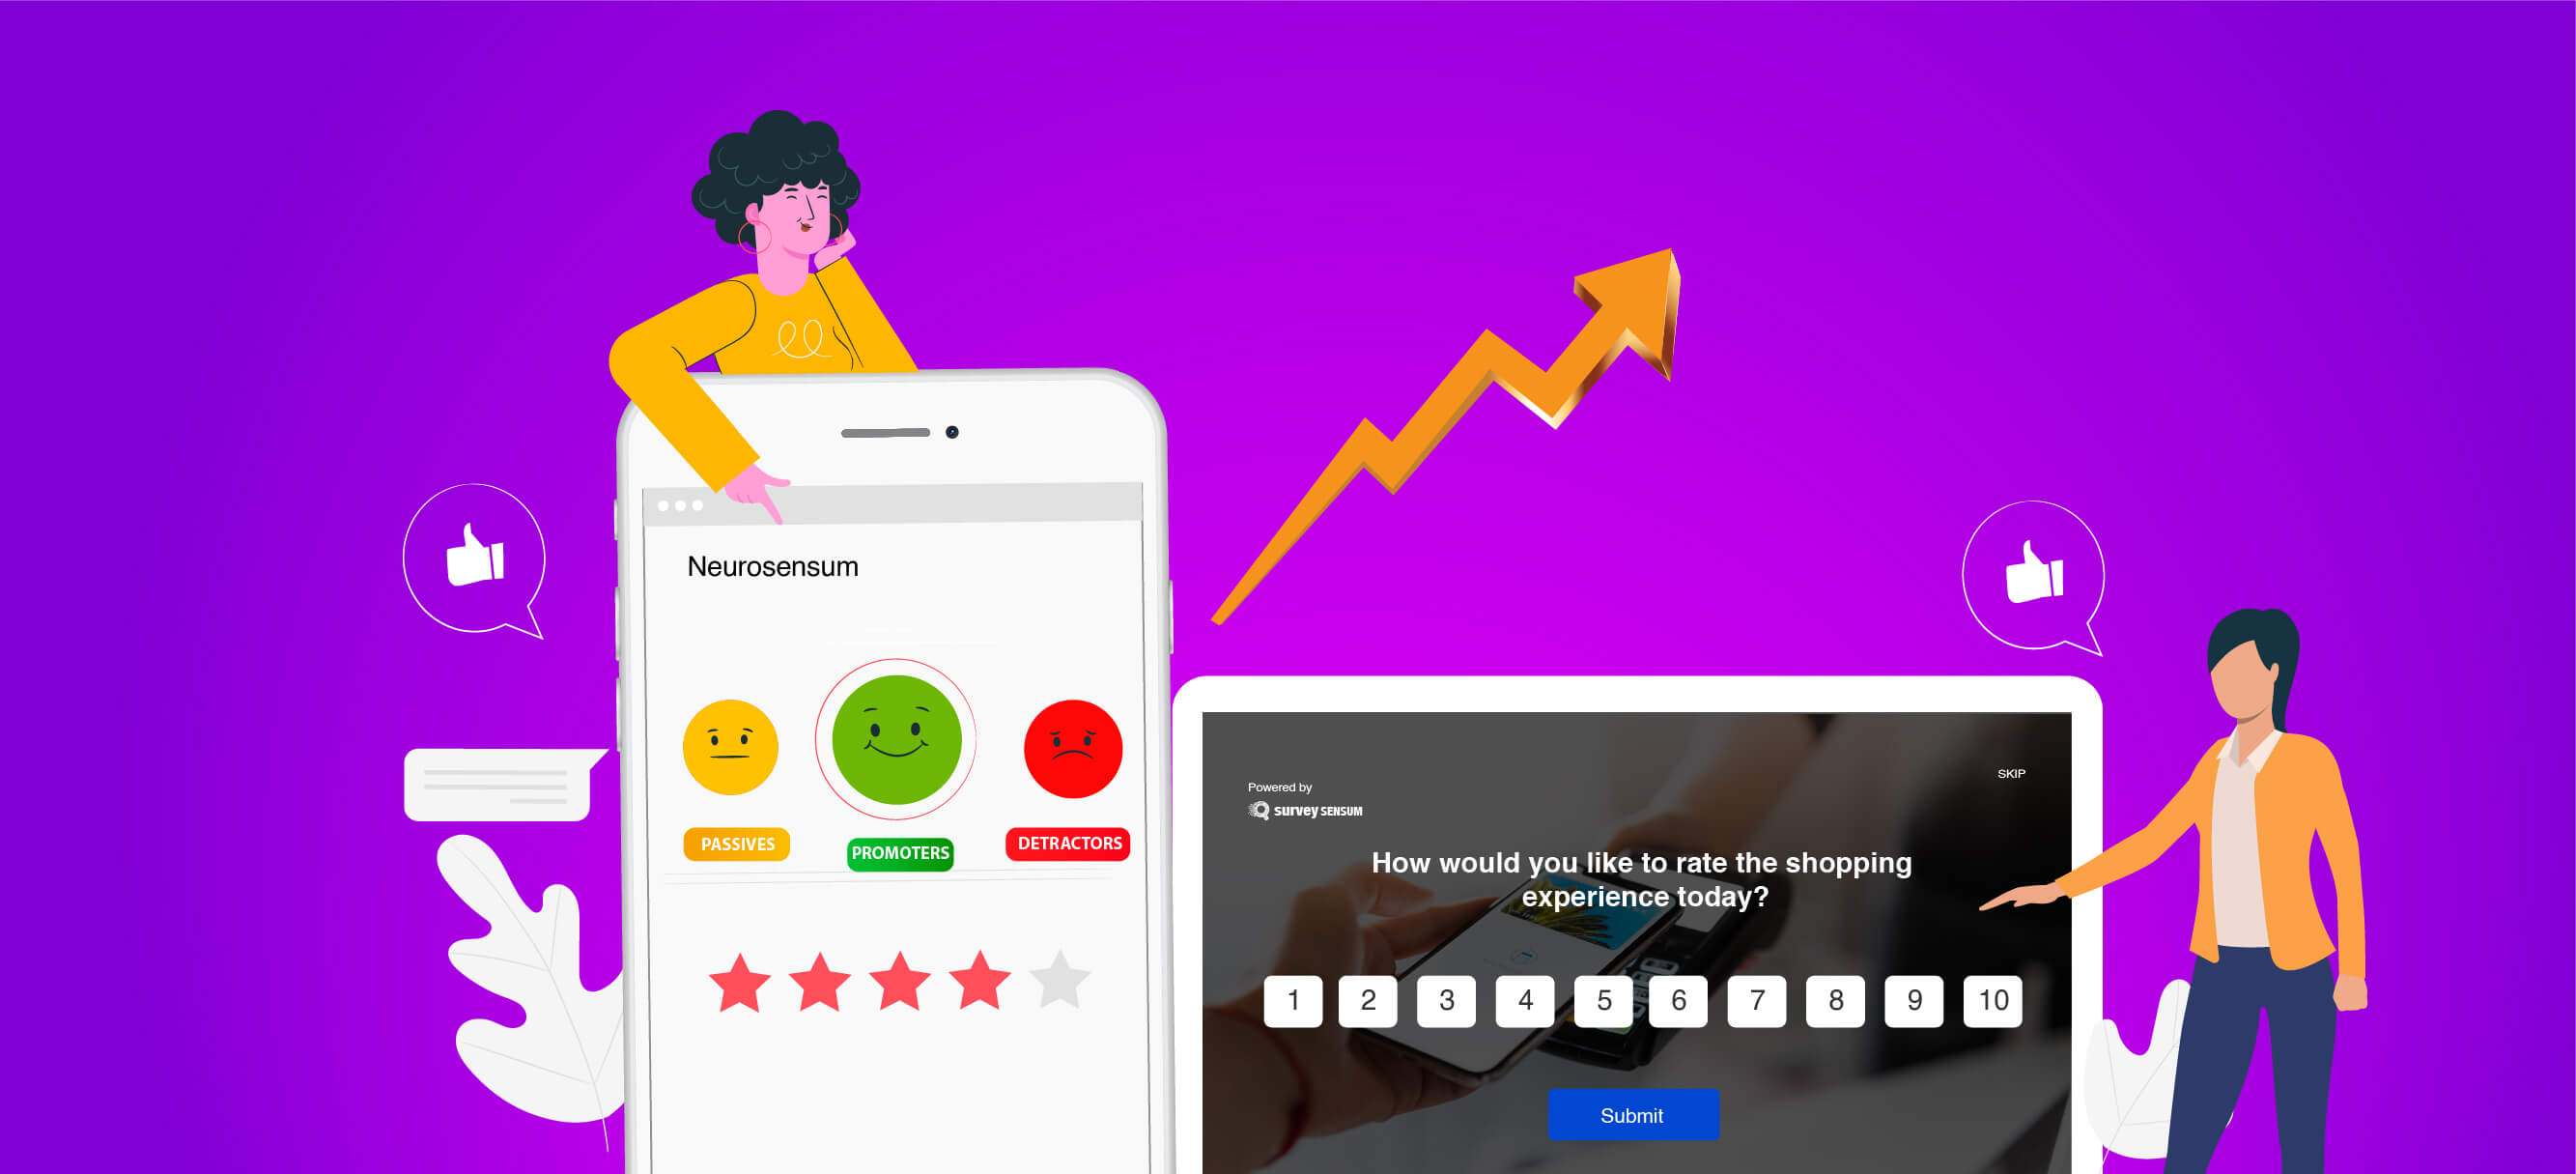 Neurosensum
PASSIVES
PROMOTERS
DETRACTORS
SKIP
Powered by
survey SENSUM
How would you like to rate the shopping
experience today?
1 2 3 4 5 6 7 8 9 10
Submit